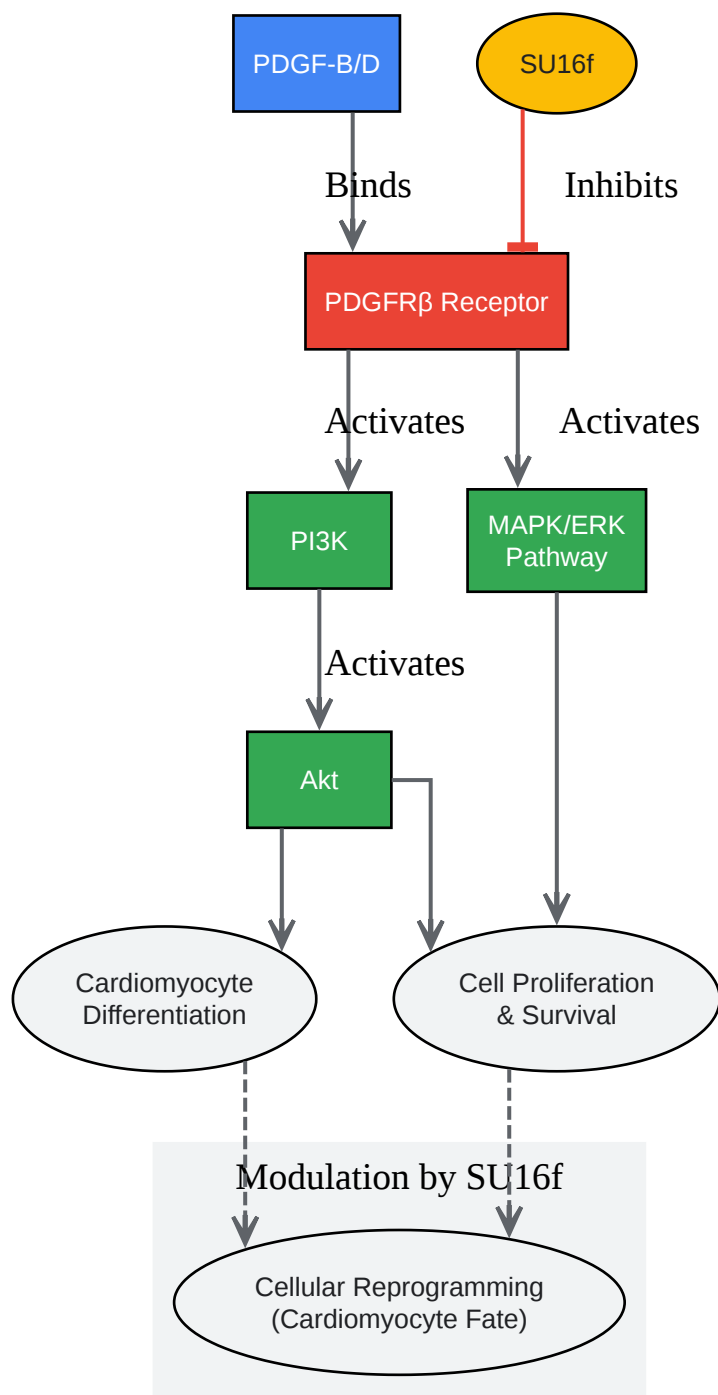 PDGF-B/D
SU16f
Binds
Inhibits
PDGFRβ Receptor
Activates
Activates
PI3K
MAPK/ERK
Pathway
Activates
Akt
Cardiomyocyte
Differentiation
Cell Proliferation
& Survival
Modulation by SU16f
Cellular Reprogramming
(Cardiomyocyte Fate)